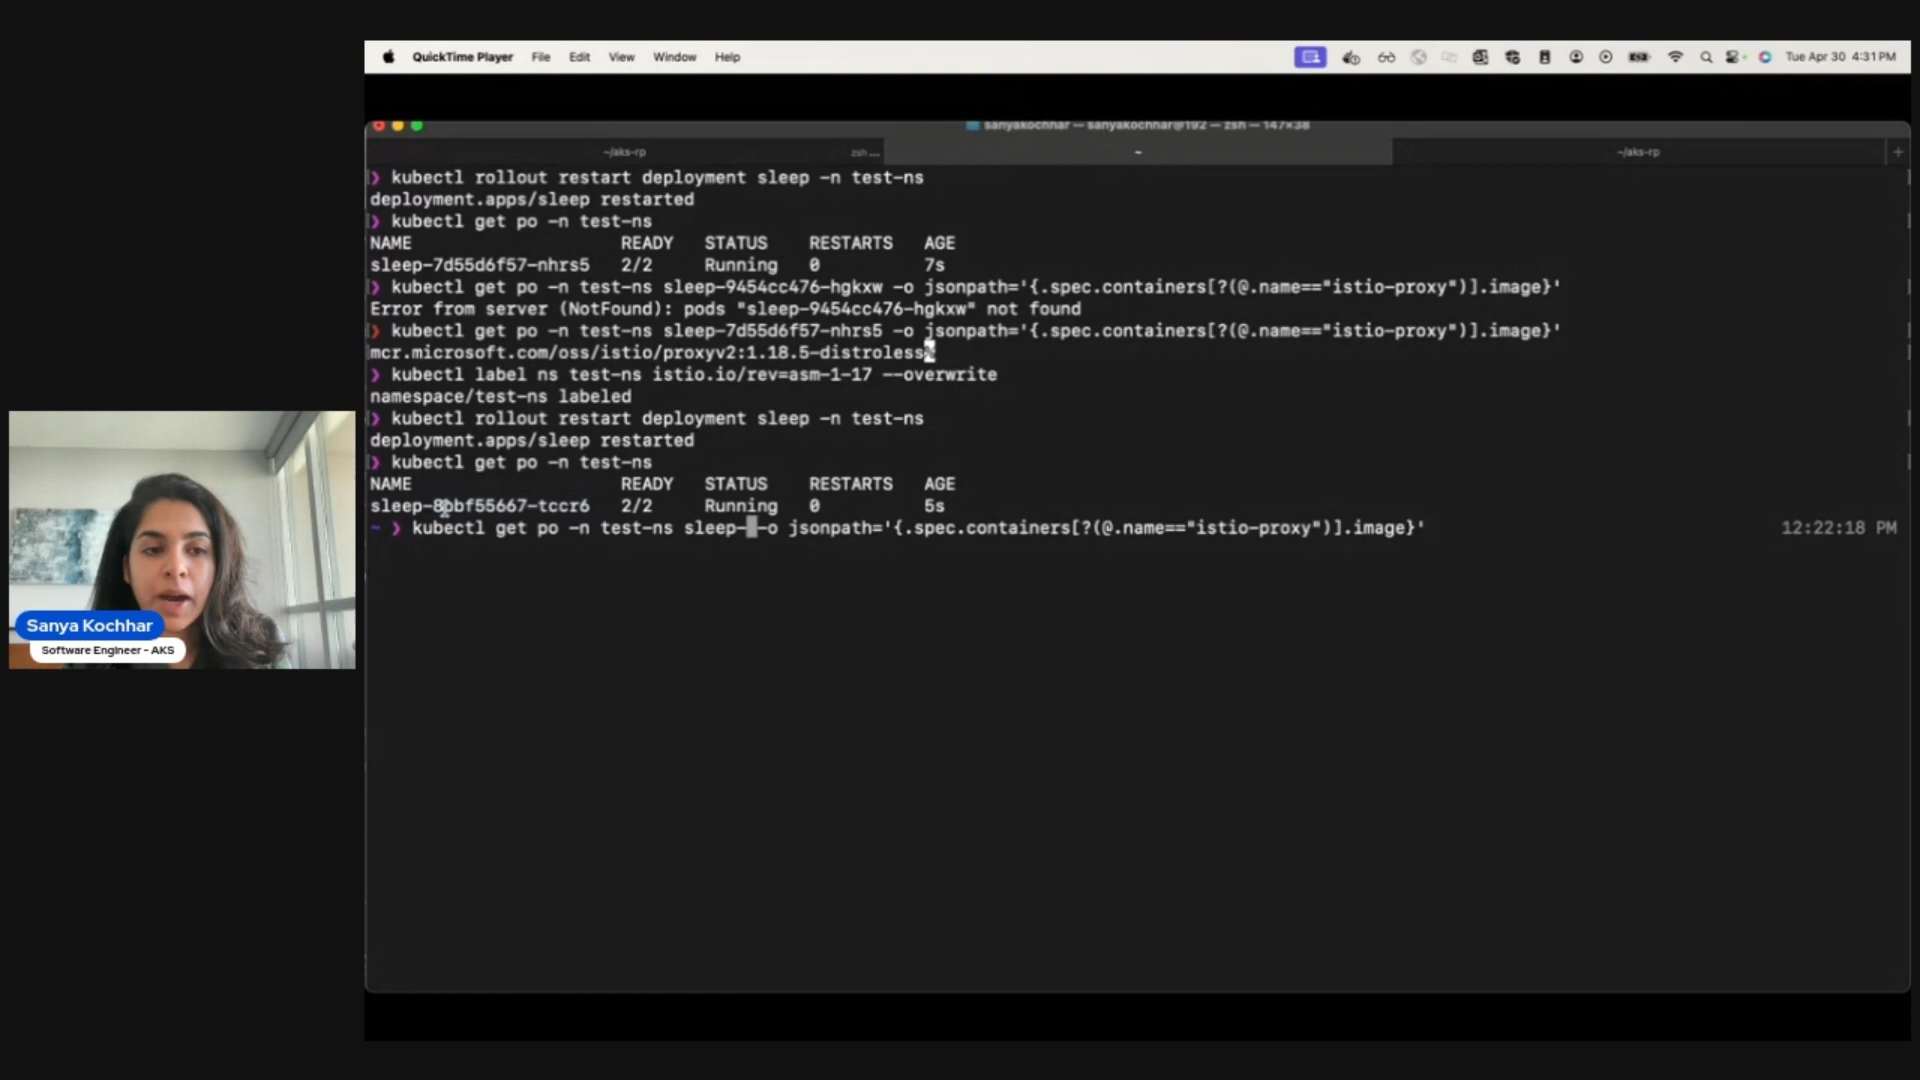 QuickTime Player File Edit View Window Help Tue Apr 30 4:31 PM
sanyakochhar — sanyakochhar@192 — zsh — 147×38
~/aks-rp zsh ... ~ ~/aks-rp +
❯ kubectl rollout restart deployment sleep -n test-ns
deployment.apps/sleep restarted
❯ kubectl get po -n test-ns
NAME READY STATUS RESTARTS AGE
sleep-7d55d6f57-nhrs5 2/2 Running 0 7s
❯ kubectl get po -n test-ns sleep-9454cc476-hgkxw -o jsonpath='{.spec.containers[?(@.name=="istio-proxy")].image}'
Error from server (NotFound): pods "sleep-9454cc476-hgkxw" not found
❯ kubectl get po -n test-ns sleep-7d55d6f57-nhrs5 -o jsonpath='{.spec.containers[?(@.name=="istio-proxy")].image}'
mcr.microsoft.com/oss/istio/proxyv2:1.18.5-distroless%
❯ kubectl label ns test-ns istio.io/rev=asm-1-17 --overwrite
namespace/test-ns labeled
❯ kubectl rollout restart deployment sleep -n test-ns
deployment.apps/sleep restarted
❯ kubectl get po -n test-ns
NAME READY STATUS RESTARTS AGE
2/2 Running 0 5s
~ ❯ kubectl get po -n test-ns sleep- -o jsonpath='{.spec.containers[?(@.name=="istio-proxy")].image}' 12:22:18 PM
Sanya Kochhar
Software Engineer - AKS